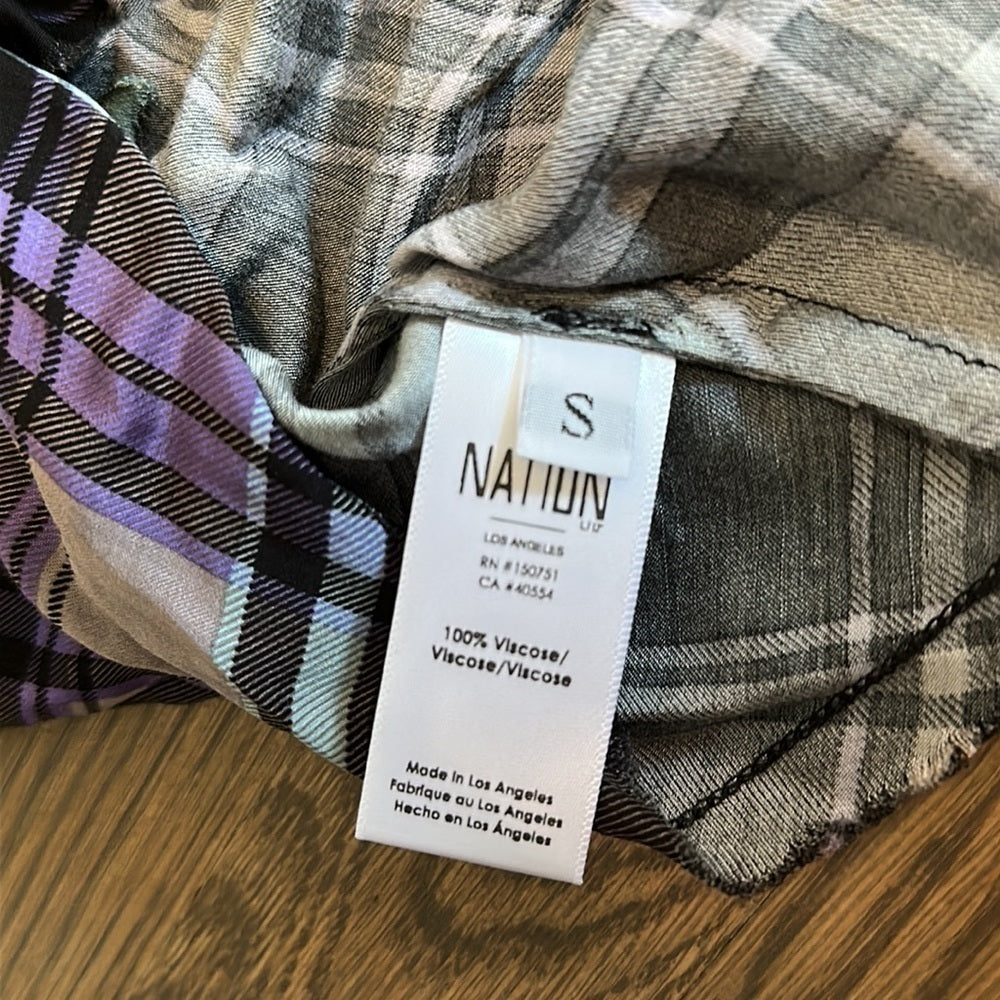 S
NATION
LTD
LOS ANGELES
RN #150751
CA #40554
100% Viscose/
Viscose/Viscose
Made in Los Angeles
Fabrique au Los Angeles
Hecho en Los Ángeles